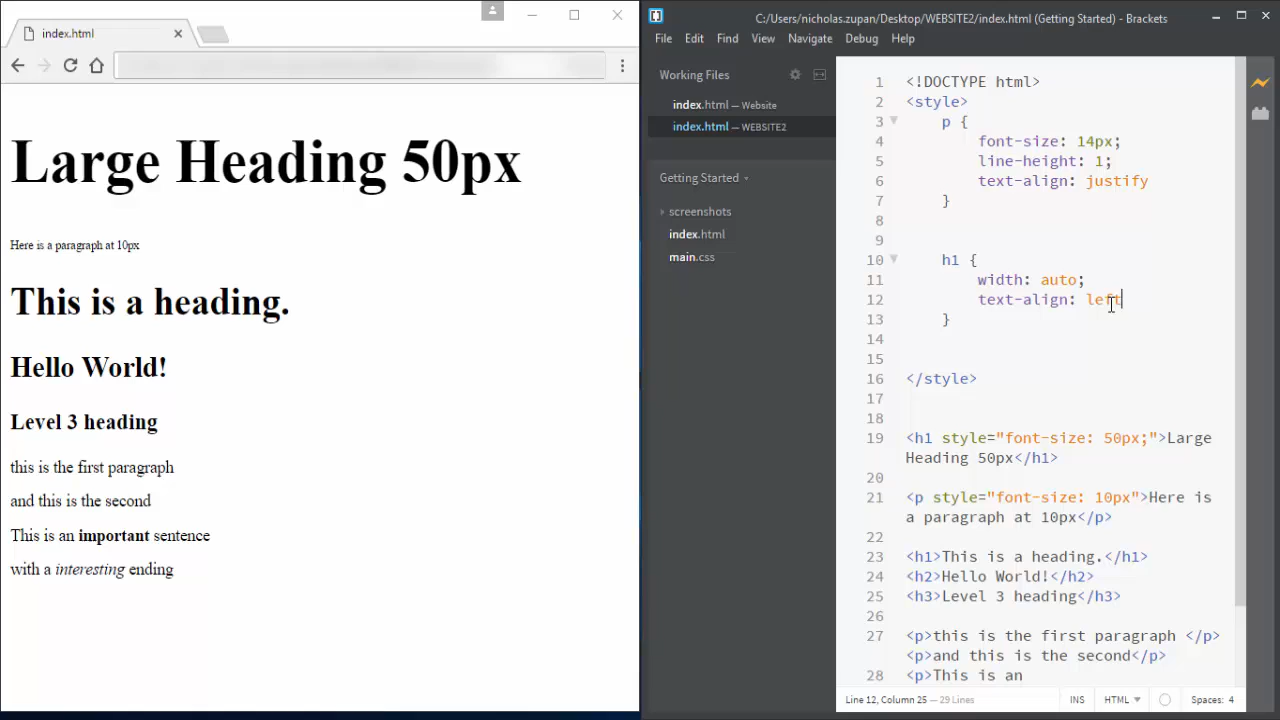 index.html
Large Heading 50px
Here is a paragraph at 10px
This is a heading.
Hello World!
Level 3 heading
this is the first paragraph
and this is the second
This is an important sentence
with a interesting ending
C:/Users/nicholas.zupan/Desktop/WEBSITE2/index.html (Getting Started) - Brackets
File Edit Find View Navigate Debug Help
Working Files
index.html — Website
index.html — WEBSITE2
Getting Started
screenshots
index.html
main.css
1 <!DOCTYPE html>
2 <style>
3 p {
4 font-size: 14px;
5 line-height: 1;
6 text-align: justify
7 }
8
9
10 h1 {
11 width: auto;
12 text-align: left
13 }
14
15
16 </style>
17
18
19 <h1 style="font-size: 50px;">Large
Heading 50px</h1>
20
21 <p style="font-size: 10px">Here is
a paragraph at 10px</p>
22
23 <h1>This is a heading.</h1>
24 <h2>Hello World!</h2>
25 <h3>Level 3 heading</h3>
26
27 <p>this is the first paragraph </p>
<p>and this is the second</p>
28 <p>This is an
Line 12, Column 25 — 29 Lines
INS HTML Spaces: 4